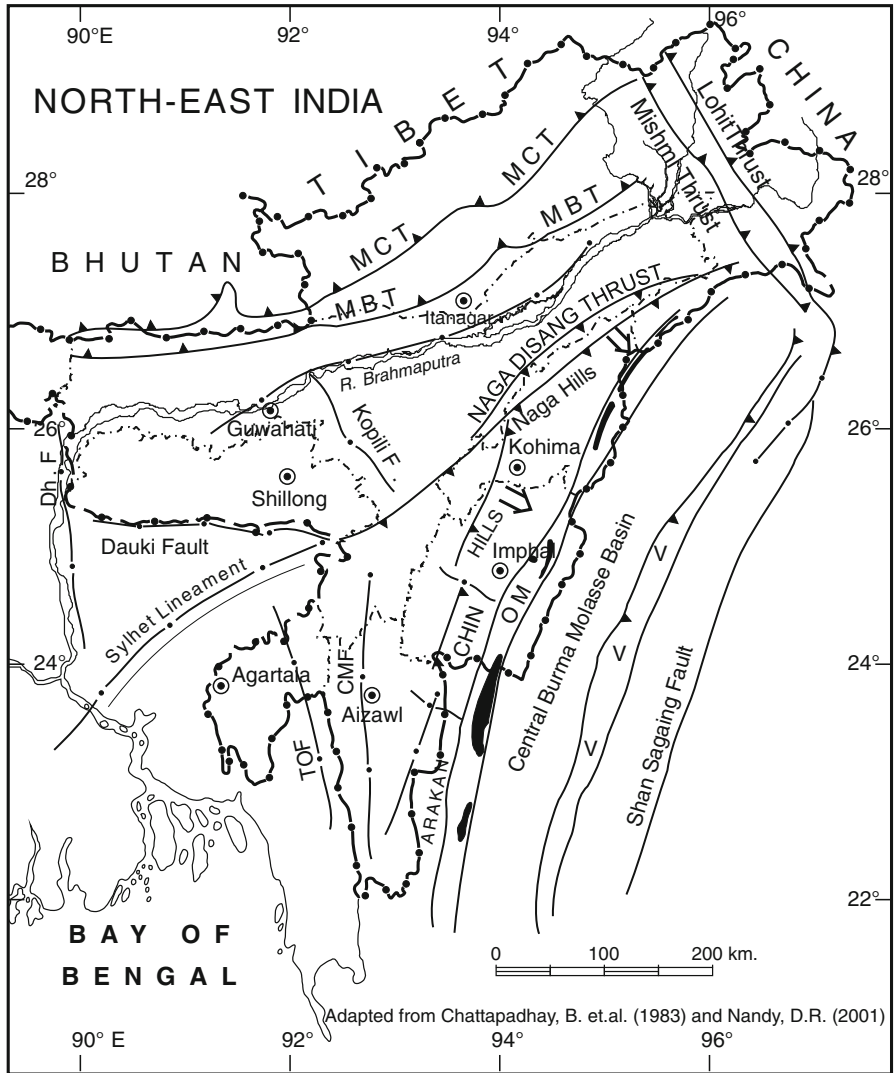 90°E 92° 94° 96°
NORTH-EAST INDIA
TIBET
CHINA
LohitThrust
Mishmi Thrust
28° 28°
MCT
MBT
BHUTAN
MCT
MBT
Itanagar
NAGA DISANG THRUST
R. Brahmaputra
Naga Hills
26° 26°
Guwahati
Kopili F.
Kohima
Dh F
Shillong
Dauki Fault
HILLS
Imphal
Sylhet Lineament
CHIN
OM
Central Burma Molasse Basin
V
V
V
24° 24°
Agartala
CMF
Aizawl
TOF
ARAKAN
Shan Sagaing Fault
22° 22°
BAY OF
BENGAL
0 100 200 km.
Adapted from Chattapadhay, B. et.al. (1983) and Nandy, D.R. (2001)
90° E 92° 94° 96°